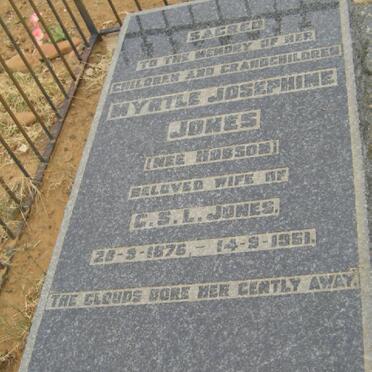 SACRED
TO THE MEMORY OF HER
CHILDREN AND GRANDCHILDREN
MYRTLE JOSEPHINE
JONES
(NEE HOBSON)
BELOVED WIFE OF
C.S.L. JONES,
28-9-1876, - 14-9-1951.
THE CLOUDS BORE HER GENTLY AWAY.